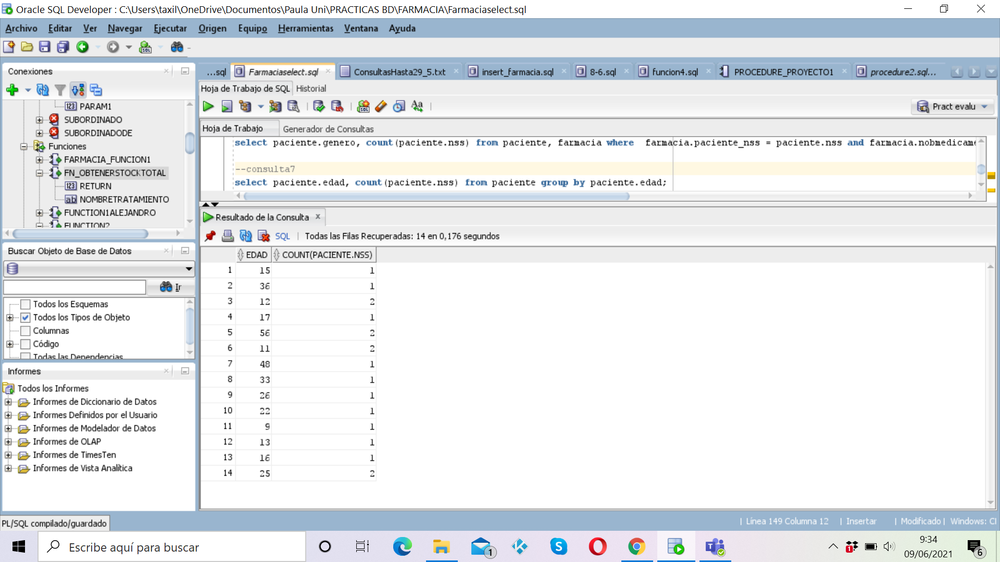 Oracle SQL Developer : C:\Users\taxil\OneDrive\Documentos\Paula Uni\PRACTICAS BD\FARMACIA\Farmaciaselect.sql
Archivo Editar Ver Navegar Ejecutar Origen Equipo Herramientas Ventana Ayuda
Conexiones
PARAM1
SUBORDINADO
SUBORDINADODE
Funciones
FARMACIA_FUNCION1
FN_OBTENERSTOCKTOTAL
RETURN
NOMBRETRATAMIENTO
FUNCTION1ALEJANDRO
FUNCTION2
Buscar Objeto de Base de Datos
Ir
Todos los Esquemas
Todos los Tipos de Objeto
Columnas
Código
Todas las Dependencias
Informes
Todos los Informes
Informes de Diccionario de Datos
Informes Definidos por el Usuario
Informes de Modelador de Datos
Informes de OLAP
Informes de TimesTen
Informes de Vista Analítica
...sql Farmaciaselect.sql ConsultasHasta29_5.txt insert_farmacia.sql 8-6.sql funcion4.sql PROCEDURE_PROYECTO1 procedure2.sql...
Hoja de Trabajo de SQL Historial
Pract evalu
Hoja de Trabajo Generador de Consultas
select paciente.genero, count(paciente.nss) from paciente, farmacia where farmacia.paciente_nss = paciente.nss and farmacia.nobmedicame
--consulta7
select paciente.edad, count(paciente.nss) from paciente group by paciente.edad;
Resultado de la Consulta
SQL | Todas las Filas Recuperadas: 14 en 0,176 segundos
EDAD COUNT(PACIENTE.NSS)
1 15 1
2 36 1
3 12 2
4 17 1
5 56 2
6 11 2
7 48 1
8 33 1
9 26 1
10 22 1
11 9 1
12 13 1
13 16 1
14 25 2
PL/SQL compilado/guardado
| Línea 149 Columna 12 | Insertar | Modificado | Windows: CI
Escribe aquí para buscar
1
1
9:34
09/06/2021
6